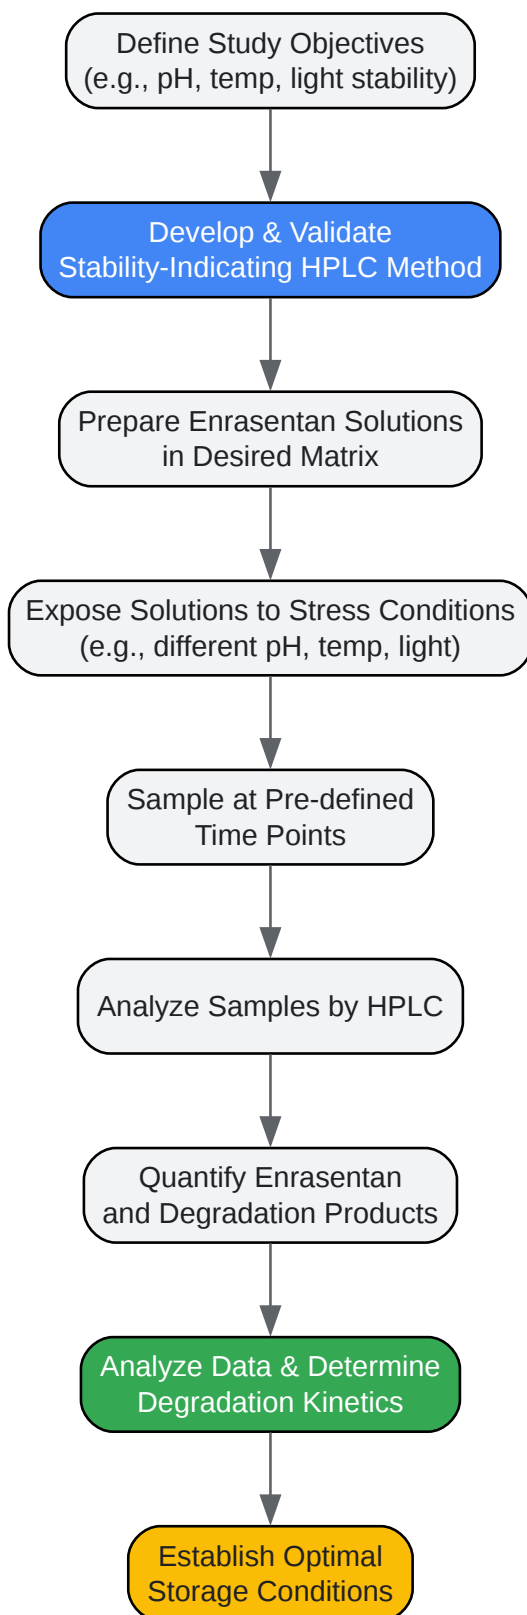 Define Study Objectives
(e.g., pH, temp, light stability)
Develop & Validate
Stability-Indicating HPLC Method
Prepare Enrasentan Solutions
in Desired Matrix
Expose Solutions to Stress Conditions
(e.g., different pH, temp, light)
Sample at Pre-defined
Time Points
Analyze Samples by HPLC
Quantify Enrasentan
and Degradation Products
Analyze Data & Determine
Degradation Kinetics
Establish Optimal
Storage Conditions